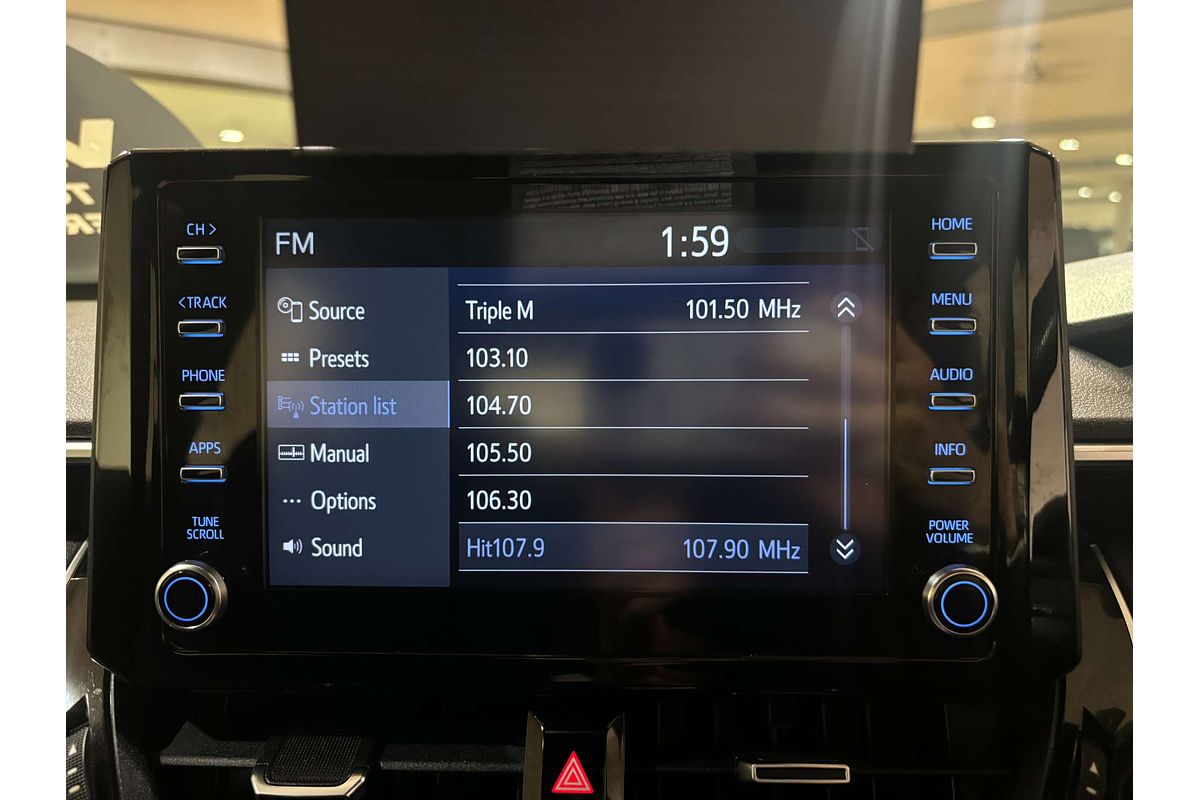 CH >
< TRACK
PHONE
APPS
TUNE
SCROLL
FM
1:59
Source
Presets
Station list
Manual
Options
Sound
Triple M 101.50 MHz
103.10
104.70
105.50
106.30
Hit107.9 107.90 MHz
HOME
MENU
AUDIO
INFO
POWER
VOLUME